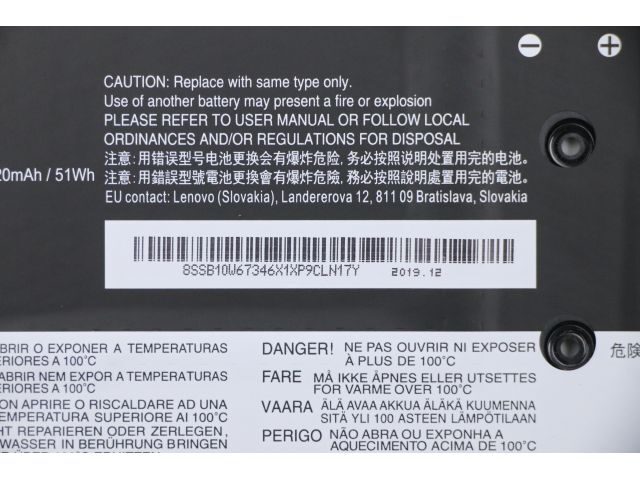 CAUTION: Replace with same type only.
Use of another battery may present a fire or explosion
PLEASE REFER TO USER MANUAL OR FOLLOW LOCAL
ORDINANCES AND/OR REGULATIONS FOR DISPOSAL
注意:用错误型号电池更换会有爆炸危险,务必按照说明处置用完的电池。
20mAh / 51Wh
注意:用錯誤型號電池更換會有爆炸危險,務必按照說明處置用完的電池。
EU contact: Lenovo (Slovakia), Landererova 12, 811 09 Bratislava, Slovakia
8SSB10W67346X1XP9CLN17Y 2019.12
BRIR O EXPONER A TEMPERATURAS
ERIORES A 100°C
ABRIR NEM EXPOR A TEMPERATURAS
ERIORES A 100°C
ON APRIRE O RISCALDARE AD UNA
TEMPERATURA SUPERIORE AI 100°C
HT REPARIEREN ODER ZERLEGEN,
WASSER IN BERÜHRUNG BRINGEN
DANGER! NE PAS OUVRIR NI EXPOSER
À PLUS DE 100°C
FARE MÅ IKKE ÅPNES ELLER UTSETTES
FOR VARME OVER 100°C
VAARA ÄLÄ AVAA AKKUA ÄLÄKÄ KUUMENNA
SITÄ YLI 100 ASTEEN LÄMPÖTILAAN
PERIGO NÃO ABRA OU EXPONHA A
AQUECIMENTO ACIMA DE 100°C
危険